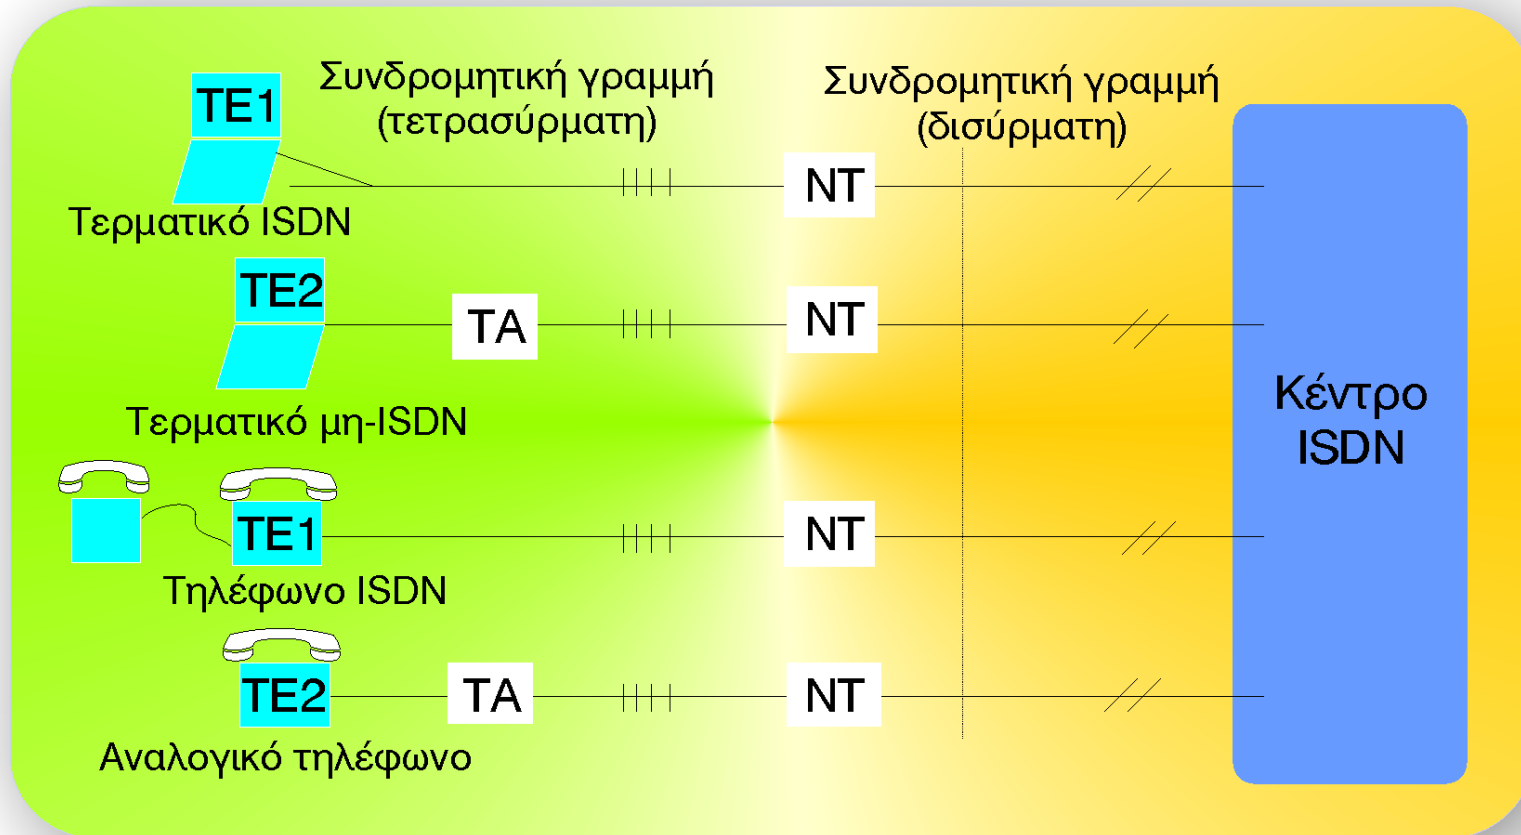 Συνδρομητική γραμμή
(τετρασύρματη)
Συνδρομητική γραμμή
(δισύρματη)
TE1
NT
Τερματικό ISDN
TE2
TA
NT
Τερματικό μη-ISDN
Κέντρο
ISDN
TE1
NT
Τηλέφωνο ISDN
TE2
TA
NT
Αναλογικό τηλέφωνο